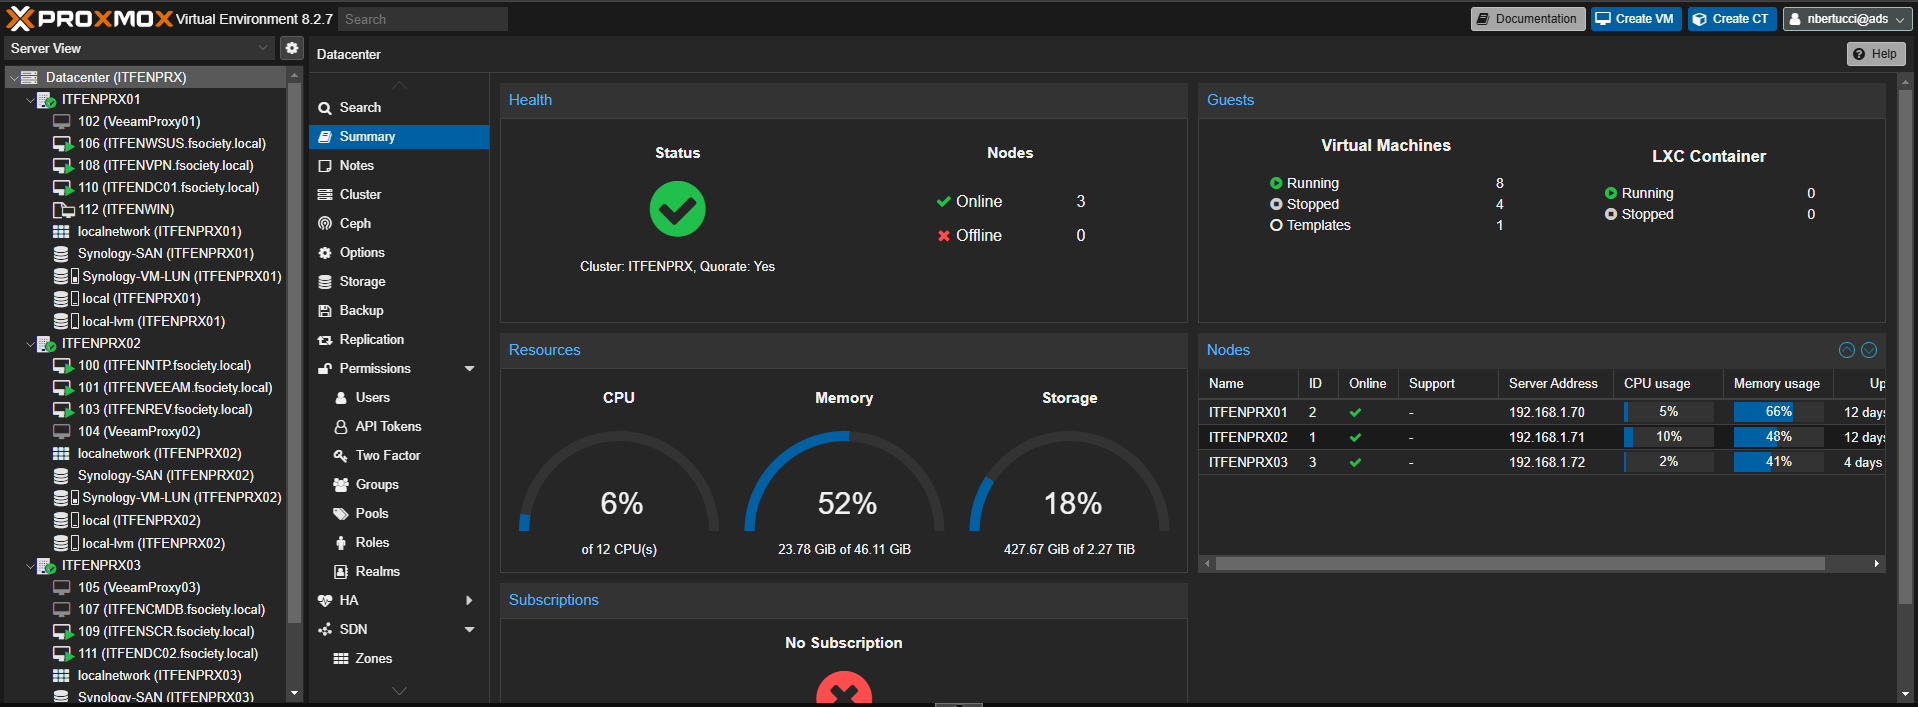 PROXMOX Virtual Environment 8.2.7 Search
Documentation Create VM Create CT nbertucci@ads
Server View
Datacenter (ITFENPRX)
ITFENPRX01
102 (VeeamProxy01)
106 (ITFENWSUS.fsociety.local)
108 (ITFENVPN.fsociety.local)
110 (ITFENDC01.fsociety.local)
112 (ITFENWIN)
localnetwork (ITFENPRX01)
Synology-SAN (ITFENPRX01)
Synology-VM-LUN (ITFENPRX01)
local (ITFENPRX01)
local-lvm (ITFENPRX01)
ITFENPRX02
100 (ITFENNTP.fsociety.local)
101 (ITFENVEEAM.fsociety.local)
103 (ITFENREV.fsociety.local)
104 (VeeamProxy02)
localnetwork (ITFENPRX02)
Synology-SAN (ITFENPRX02)
Synology-VM-LUN (ITFENPRX02)
local (ITFENPRX02)
local-lvm (ITFENPRX02)
ITFENPRX03
105 (VeeamProxy03)
107 (ITFENCMDB.fsociety.local)
109 (ITFENSCR.fsociety.local)
111 (ITFENDC02.fsociety.local)
localnetwork (ITFENPRX03)
Synology-SAN (ITFENPRX03)
Datacenter
Help
Search
Summary
Notes
Cluster
Ceph
Options
Storage
Backup
Replication
Permissions
Users
API Tokens
Two Factor
Groups
Pools
Roles
Realms
HA
SDN
Zones
Health
Status
Cluster: ITFENPRX, Quorate: Yes
Nodes
Online 3
Offline 0
Guests
Virtual Machines
Running 8
Stopped 4
Templates 1
LXC Container
Running 0
Stopped 0
Resources
CPU
6%
of 12 CPU(s)
Memory
52%
23.78 GiB of 46.11 GiB
Storage
18%
427.67 GiB of 2.27 TiB
Nodes
Name ID Online Support Server Address CPU usage Memory usage Up
ITFENPRX01 2 - 192.168.1.70 5% 66% 12 days
ITFENPRX02 1 - 192.168.1.71 10% 48% 12 days
ITFENPRX03 3 - 192.168.1.72 2% 41% 4 days
Subscriptions
No Subscription